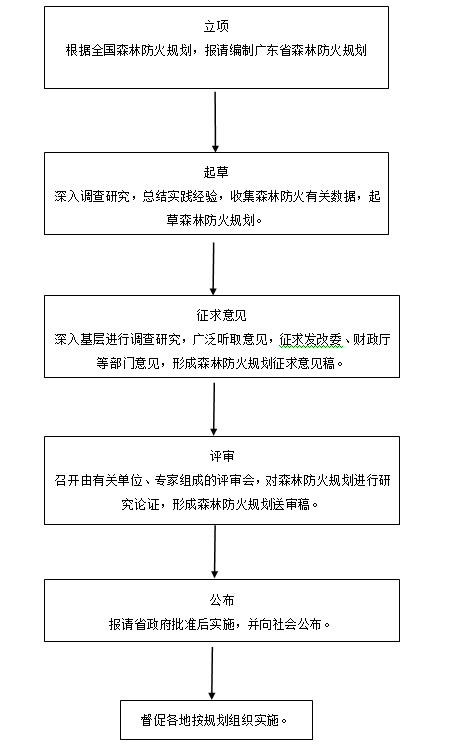 立项
根据全国森林防火规划，报请编制广东省森林防火规划
起草
深入调查研究，总结实践经验，收集森林防火有关数据，起
草森林防火规划。
征求意见
深入基层进行调查研究，广泛听取意见，征求发改委、财政厅
等部门意见，形成森林防火规划征求意见稿。
评审
召开由有关单位、专家组成的评审会，对森林防火规划进行研
究论证，形成森林防火规划送审稿。
公布
报请省政府批准后实施，并向社会公布。
督促各地按规划组织实施。